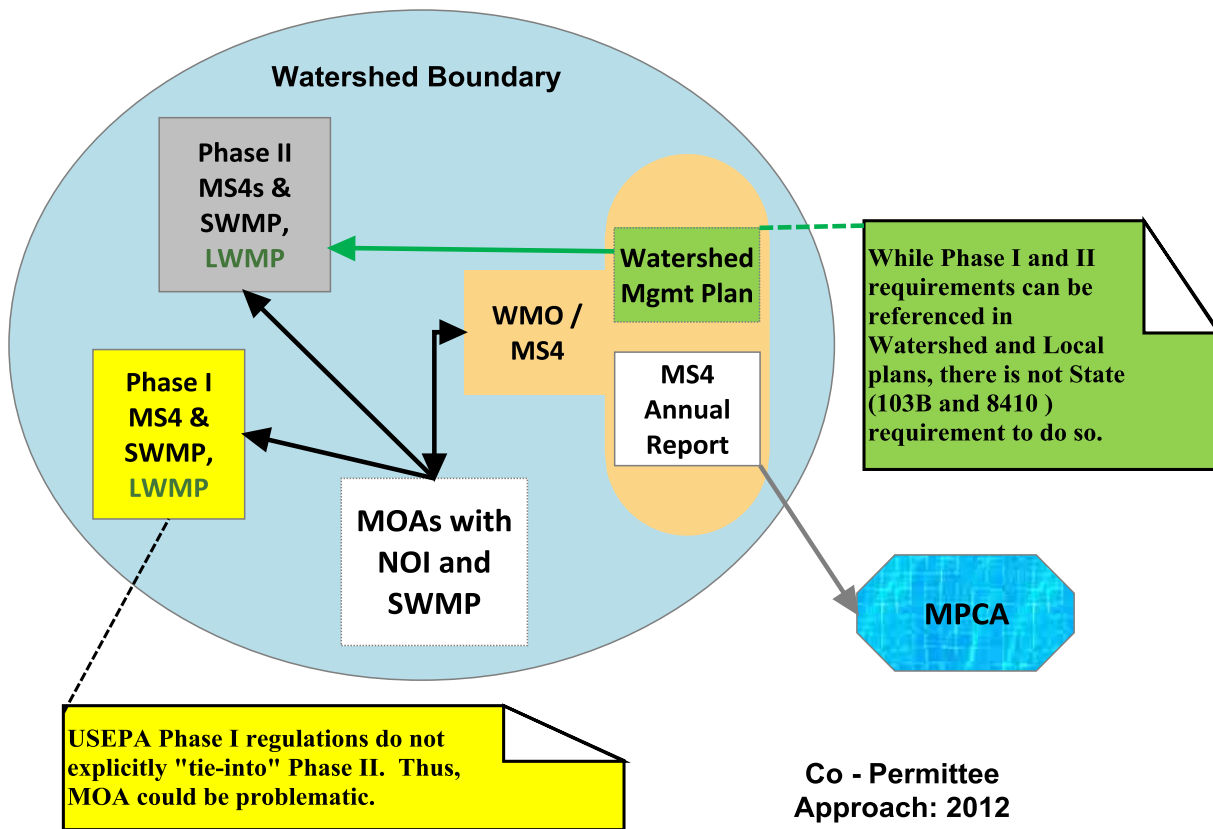 Watershed Boundary
Phase II
MS4s &
SWMP,
LWMP
Watershed
Mgmt Plan
While Phase I and II
requirements can be
referenced in
Watershed and Local
plans, there is not State
(103B and 8410 )
requirement to do so.
WMO /
MS4
Phase I
MS4 &
SWMP,
LWMP
MS4
Annual
Report
MOAs with
NOI and
SWMP
MPCA
USEPA Phase I regulations do not
explicitly "tie-into" Phase II.  Thus,
MOA could be problematic.
Co - Permittee
Approach: 2012